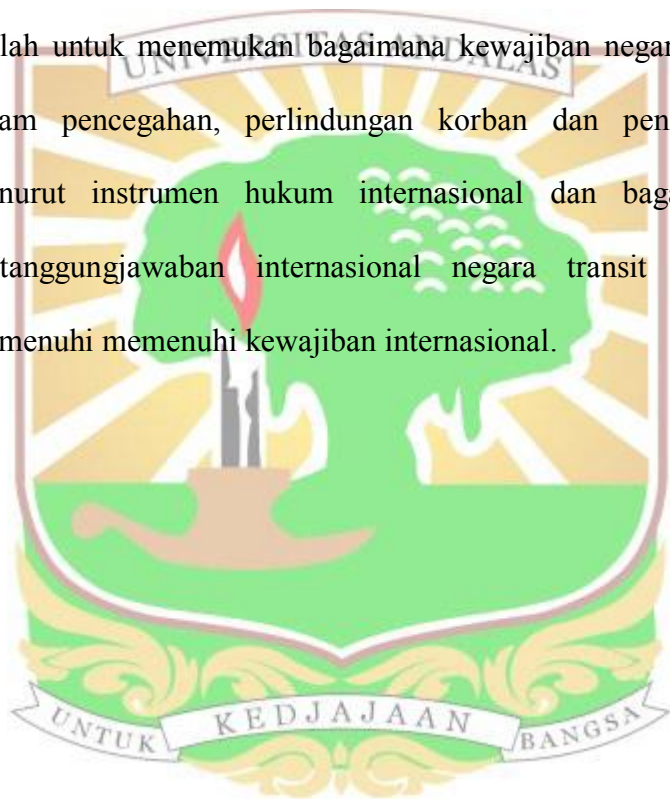 lah untuk menemukan bagaimana kewajiban negar
UNIVERSITAS ANDALAS
am pencegahan, perlindungan korban dan pen
nurut instrumen hukum internasional dan baga
tanggungjawaban internasional negara transit
menuhi memenuhi kewajiban internasional.
UNTUK KEDJAJAAN BANGSA